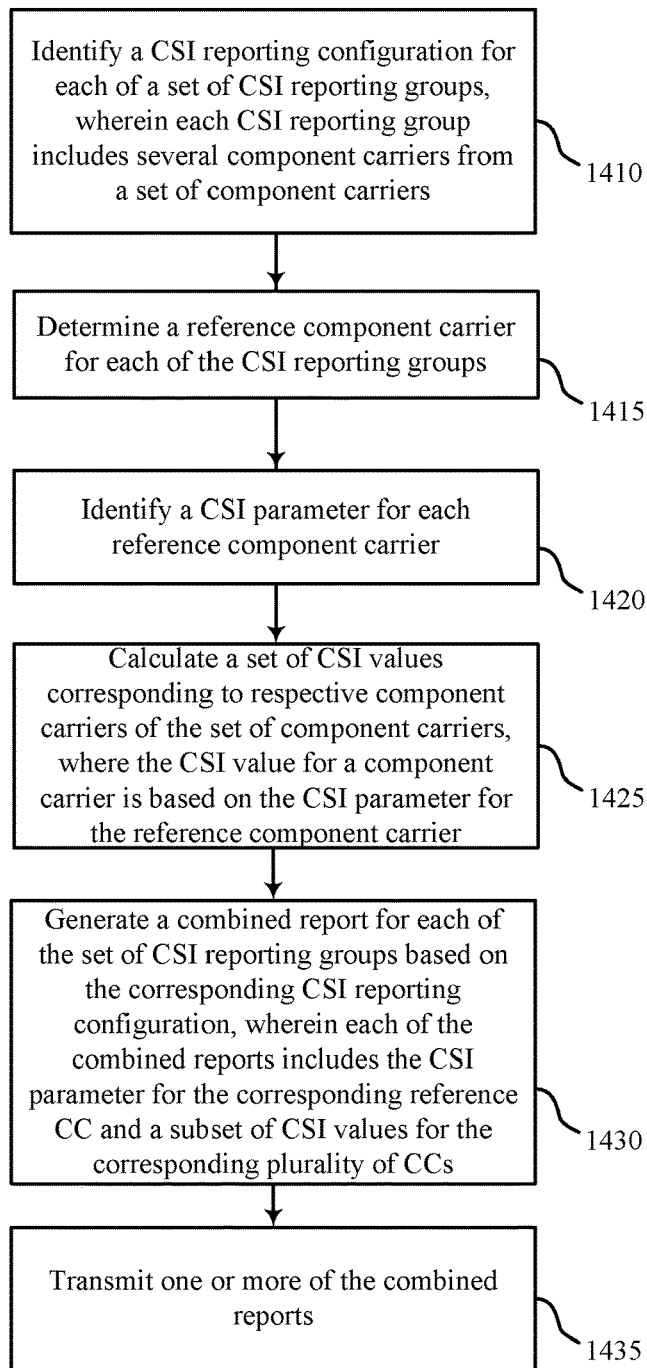 Identify a CSI reporting configuration for
each of a set of CSI reporting groups,
wherein each CSI reporting group
includes several component carriers from
a set of component carriers
1410
Determine a reference component carrier
for each of the CSI reporting groups
1415
Identify a CSI parameter for each
reference component carrier
1420
Calculate a set of CSI values
corresponding to respective component
carriers of the set of component carriers,
where the CSI value for a component
carrier is based on the CSI parameter for
the reference component carrier
1425
Generate a combined report for each of
the set of CSI reporting groups based on
the corresponding CSI reporting
configuration, wherein each of the
combined reports includes the CSI
parameter for the corresponding reference
CC and a subset of CSI values for the
corresponding plurality of CCs
1430
Transmit one or more of the combined
reports
1435